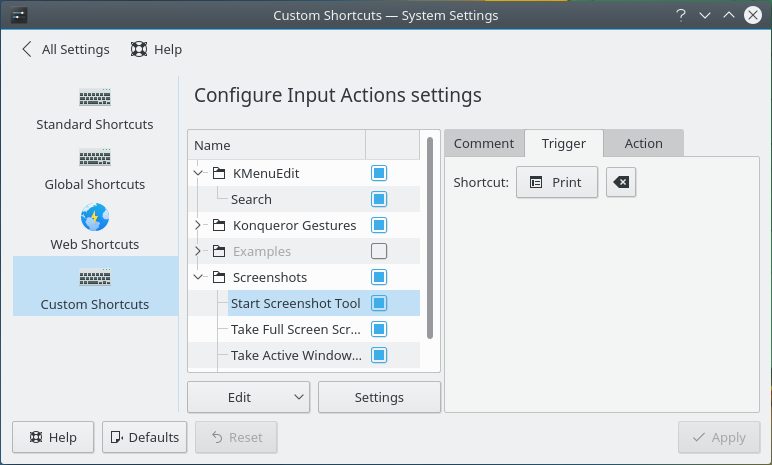 Custom Shortcuts — System Settings
?
All Settings
Help
Standard Shortcuts
Global Shortcuts
Web Shortcuts
Custom Shortcuts
Configure Input Actions settings
Name
KMenuEdit
Search
Konqueror Gestures
Examples
Screenshots
Start Screenshot Tool
Take Full Screen Scr...
Take Active Window...
Edit
Settings
Comment
Trigger
Action
Shortcut:
Print
Help
Defaults
Reset
Apply